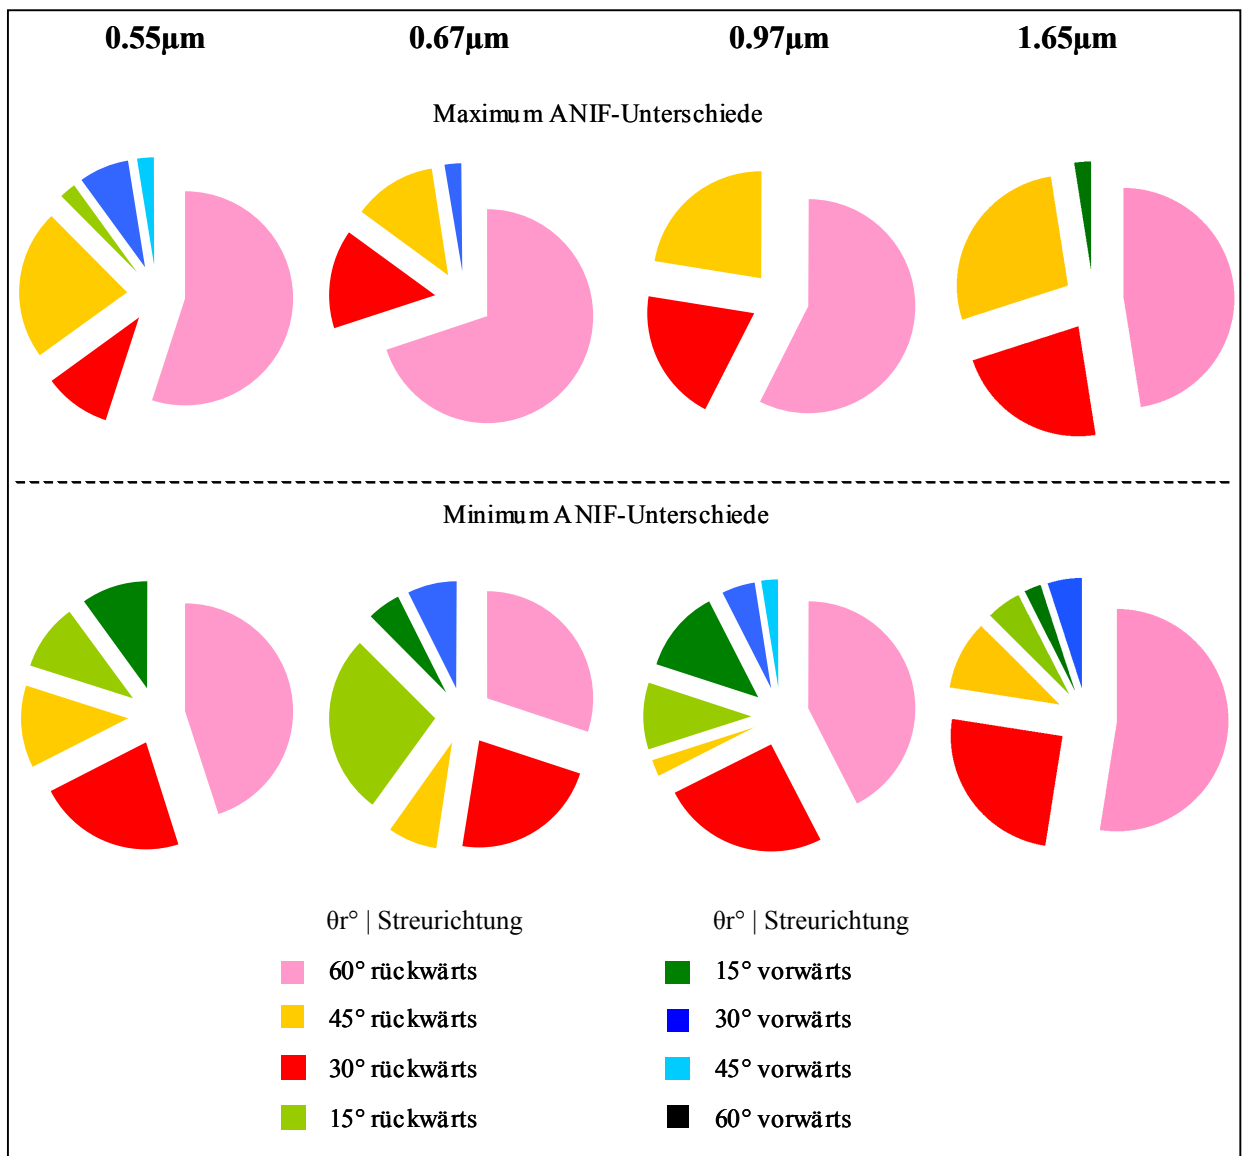 0.55µm 0.67µm 0.97µm 1.65µm
Maximum ANIF-Unterschiede
Minimum ANIF-Unterschiede
θr° | Streurichtung θr° | Streurichtung
60° rückwärts 15° vorwärts
45° rückwärts 30° vorwärts
30° rückwärts 45° vorwärts
15° rückwärts 60° vorwärts